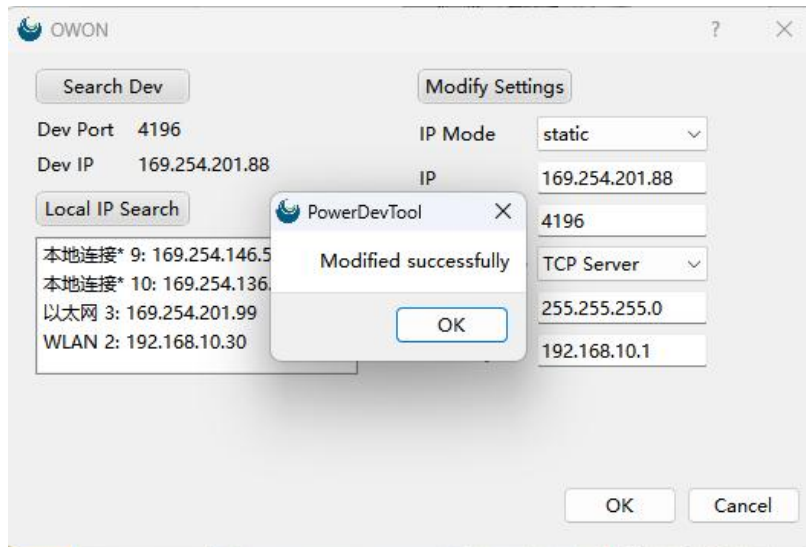 OWON
?
Search Dev
Modify Settings
Dev Port 4196
IP Mode static
Dev IP 169.254.201.88
IP 169.254.201.88
Local IP Search
PowerDevTool
4196
本地连接* 9: 169.254.146.5
Modified successfully
TCP Server
本地连接* 10: 169.254.136.
以太网 3: 169.254.201.99
255.255.255.0
OK
WLAN 2: 192.168.10.30
192.168.10.1
OK
Cancel